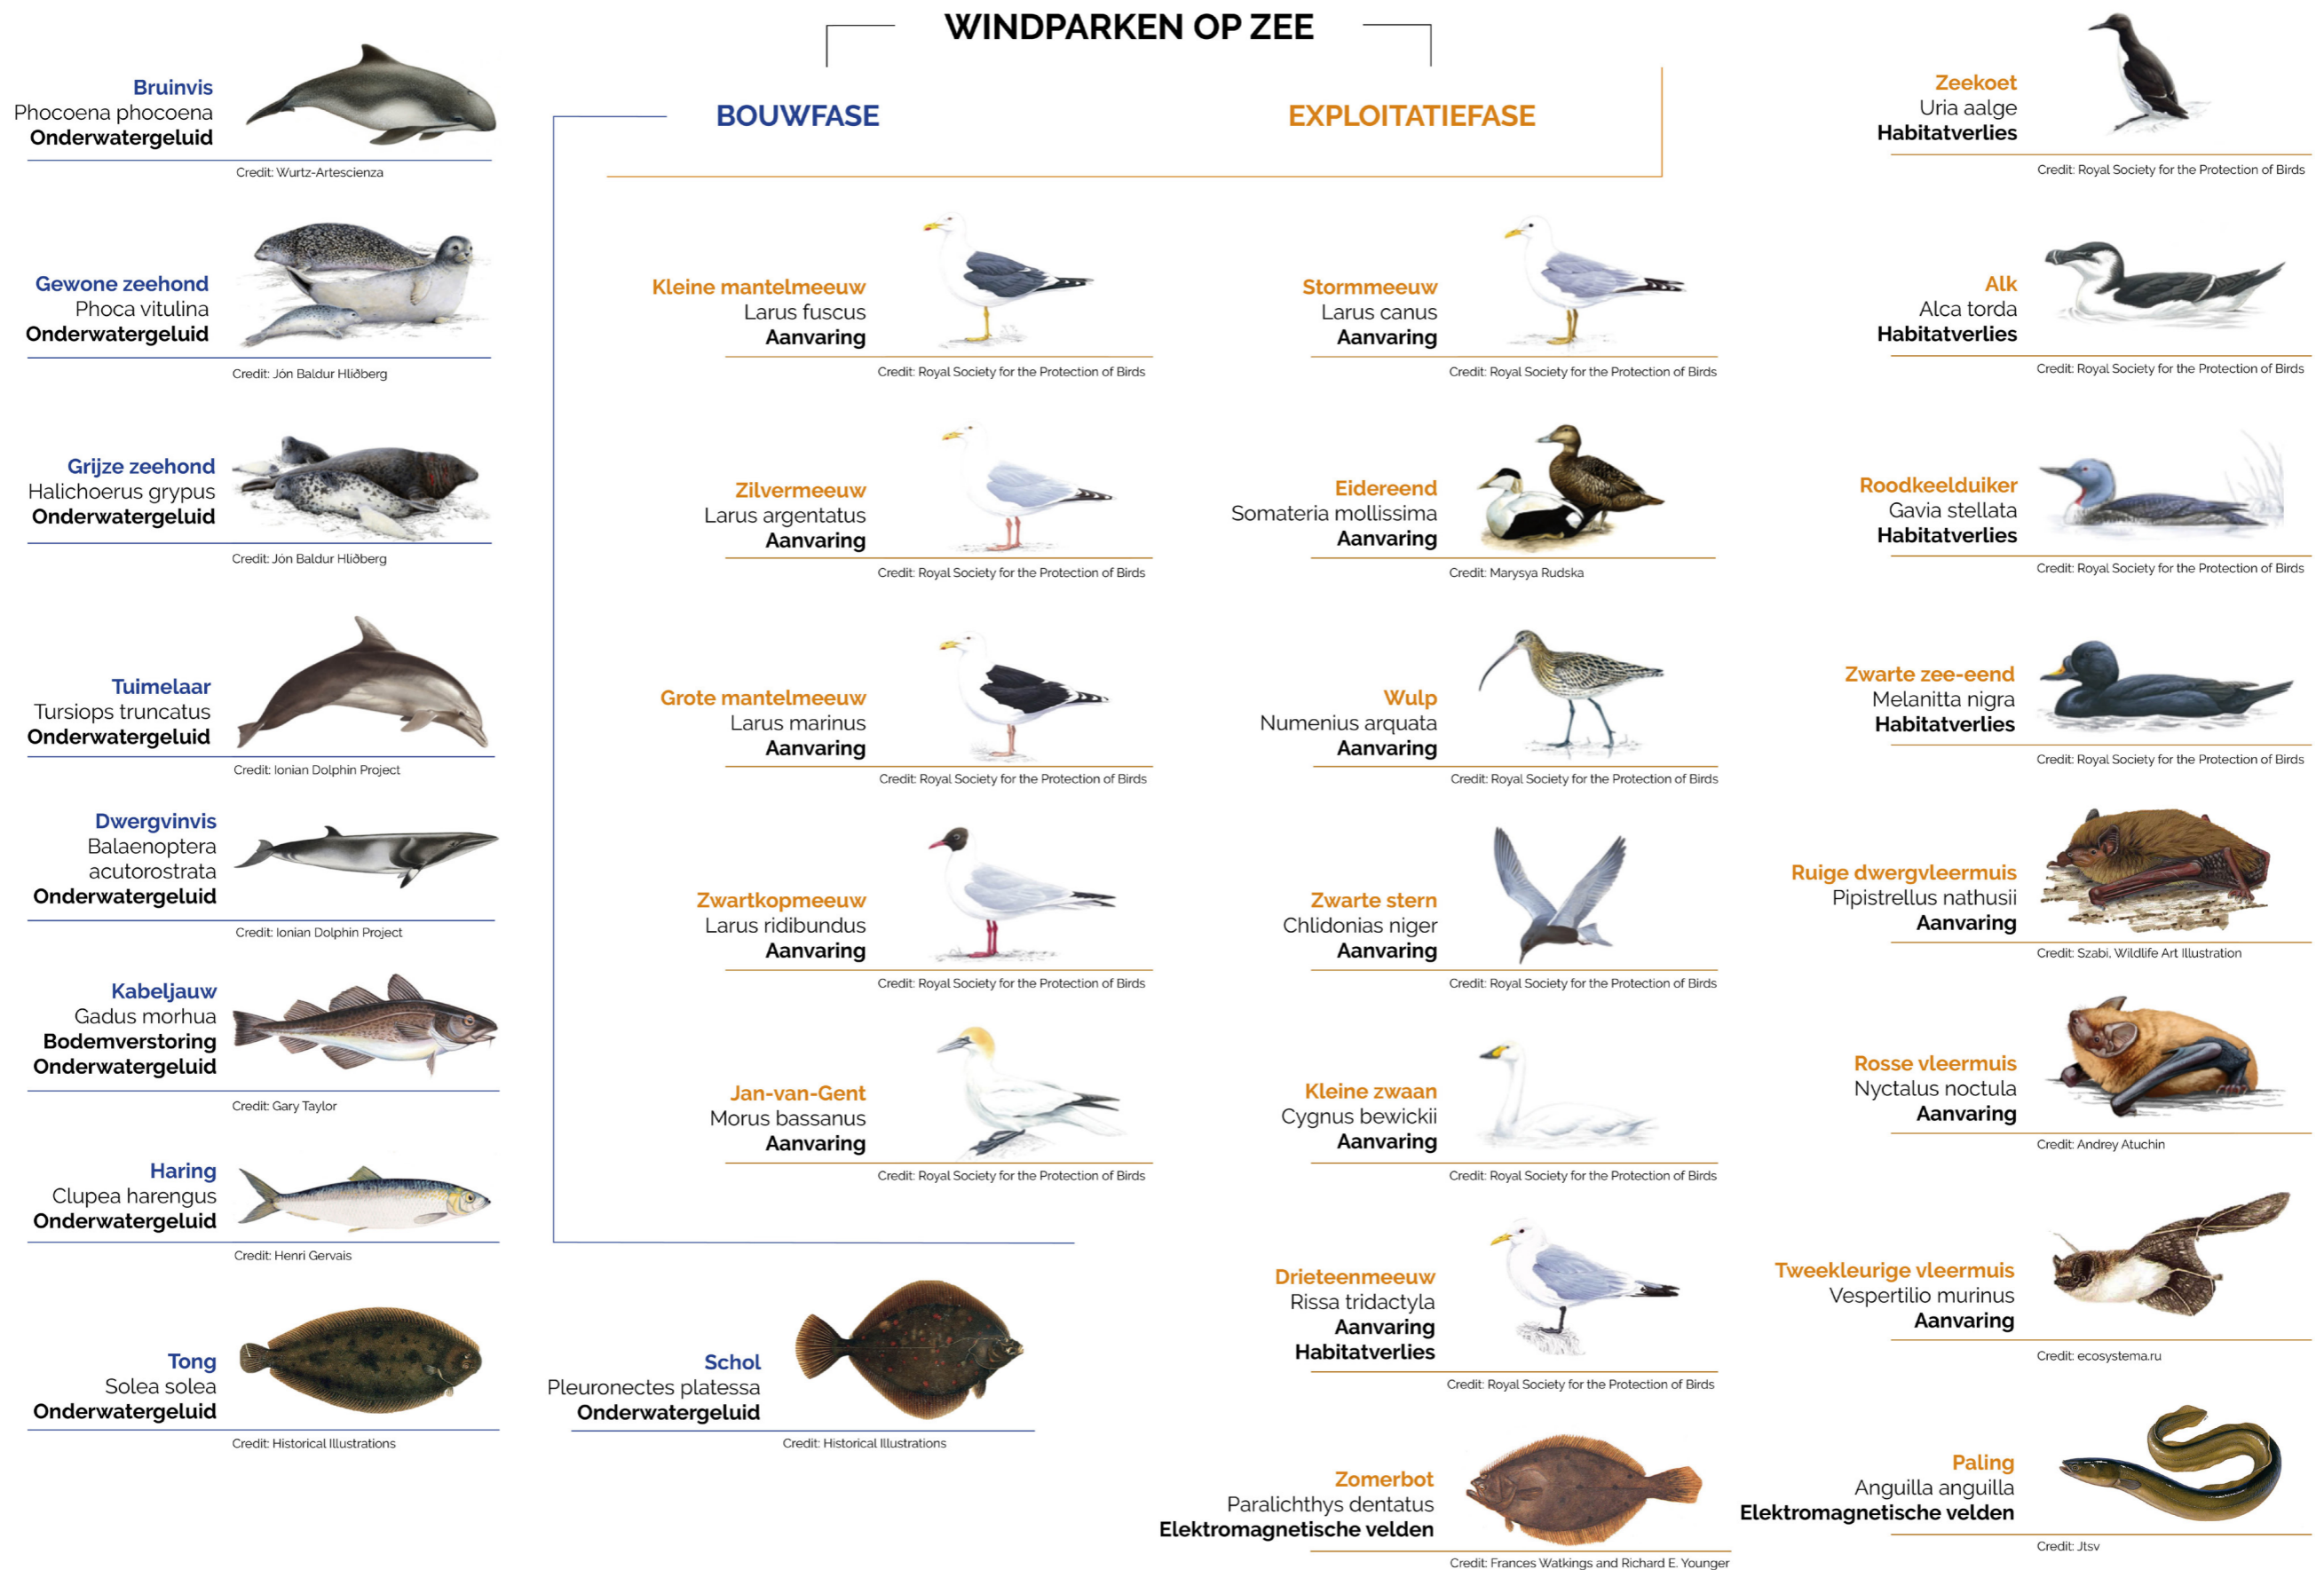 WINDPARKEN OP ZEE
BOUWFASE
EXPLOITATIEFASE
Bruinvis
Phocoena phocoena
Onderwatergeluid
Credit: Wurtz-Artescienza
Gewone zeehond
Phoca vitulina
Onderwatergeluid
Credit: Jón Baldur Hlíðberg
Grijze zeehond
Halichoerus grypus
Onderwatergeluid
Credit: Jón Baldur Hlíðberg
Tuimelaar
Tursiops truncatus
Onderwatergeluid
Credit: Ionian Dolphin Project
Dwergvinvis
Balaenoptera
acutorostrata
Onderwatergeluid
Credit: Ionian Dolphin Project
Kabeljauw
Gadus morhua
Bodemverstoring
Onderwatergeluid
Credit: Gary Taylor
Haring
Clupea harengus
Onderwatergeluid
Credit: Henri Gervais
Tong
Solea solea
Onderwatergeluid
Credit: Historical Illustrations
Schol
Pleuronectes platessa
Onderwatergeluid
Credit: Historical Illustrations
Kleine mantelmeeuw
Larus fuscus
Aanvaring
Credit: Royal Society for the Protection of Birds
Zilvermeeuw
Larus argentatus
Aanvaring
Credit: Royal Society for the Protection of Birds
Grote mantelmeeuw
Larus marinus
Aanvaring
Credit: Royal Society for the Protection of Birds
Zwartkopmeeuw
Larus ridibundus
Aanvaring
Credit: Royal Society for the Protection of Birds
Jan-van-Gent
Morus bassanus
Aanvaring
Credit: Royal Society for the Protection of Birds
Stormmeeuw
Larus canus
Aanvaring
Credit: Royal Society for the Protection of Birds
Eidereend
Somateria mollissima
Aanvaring
Credit: Marysya Rudska
Wulp
Numenius arquata
Aanvaring
Credit: Royal Society for the Protection of Birds
Zwarte stern
Chlidonias niger
Aanvaring
Credit: Royal Society for the Protection of Birds
Kleine zwaan
Cygnus bewickii
Aanvaring
Credit: Royal Society for the Protection of Birds
Drieteenmeeuw
Rissa tridactyla
Aanvaring
Habitatverlies
Credit: Royal Society for the Protection of Birds
Zomerbot
Paralichthys dentatus
Elektromagnetische velden
Credit: Frances Watkings and Richard E. Younger
Zeekoet
Uria aalge
Habitatverlies
Credit: Royal Society for the Protection of Birds
Alk
Alca torda
Habitatverlies
Credit: Royal Society for the Protection of Birds
Roodkeelduiker
Gavia stellata
Habitatverlies
Credit: Royal Society for the Protection of Birds
Zwarte zee-eend
Melanitta nigra
Habitatverlies
Credit: Royal Society for the Protection of Birds
Ruige dwergvleermuis
Pipistrellus nathusii
Aanvaring
Credit: Szabi, Wildlife Art Illustration
Rosse vleermuis
Nyctalus noctula
Aanvaring
Credit: Andrey Atuchin
Tweekleurige vleermuis
Vespertilio murinus
Aanvaring
Credit: ecosystema.ru
Paling
Anguilla anguilla
Elektromagnetische velden
Credit: Jtsv